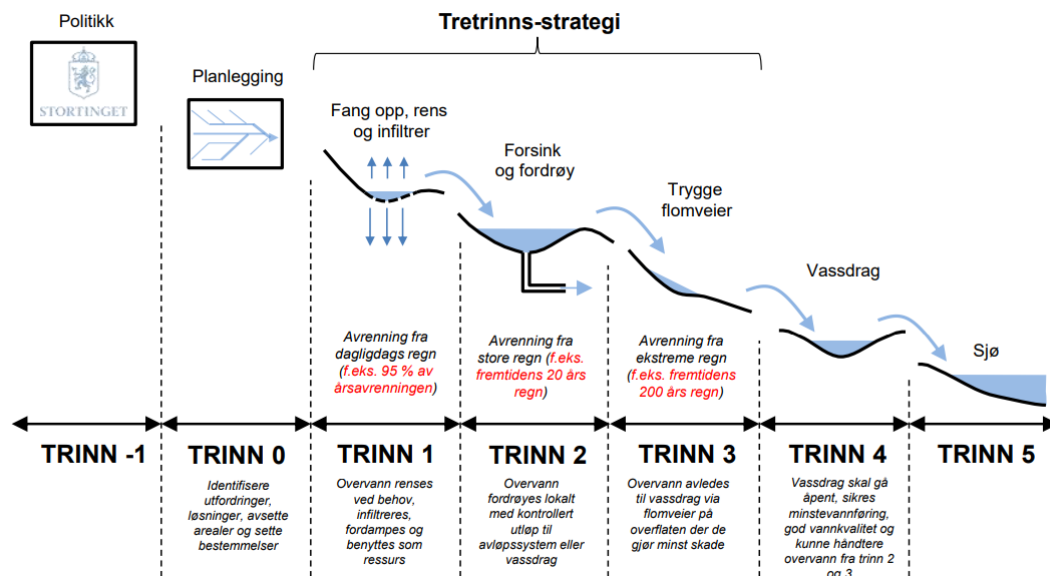 Politikk
STORTINGET
Planlegging
Tretrinns-strategi
Fang opp, rens
og infiltrer
Forsink
og fordrøy
Trygge
flomveier
Vassdrag
Sjø
Avrenning fra
dagligdags regn
(f.eks. 95 % av
årsavrenningen)
Avrenning fra
store regn (f.eks.
fremtidens 20 års
regn)
Avrenning fra
ekstreme regn
(f.eks. fremtidens
200 års regn)
TRINN -1
TRINN 0
Identifisere
utfordringer,
løsninger, avsette
arealer og sette
bestemmelser
TRINN 1
Overvann renses
ved behov,
infiltreres,
fordampes og
benyttes som
ressurs
TRINN 2
Overvann
fordrøyes lokalt
med kontrollert
utløp til
avløpssystem eller
vassdrag
TRINN 3
Overvann avledes
til vassdrag via
flomveier på
overflaten der de
gjør minst skade
TRINN 4
Vassdrag skal gå
åpent, sikres
minstevannføring,
god vannkvalitet og
kunne håndtere
overvann fra trinn 2
og 3
TRINN 5